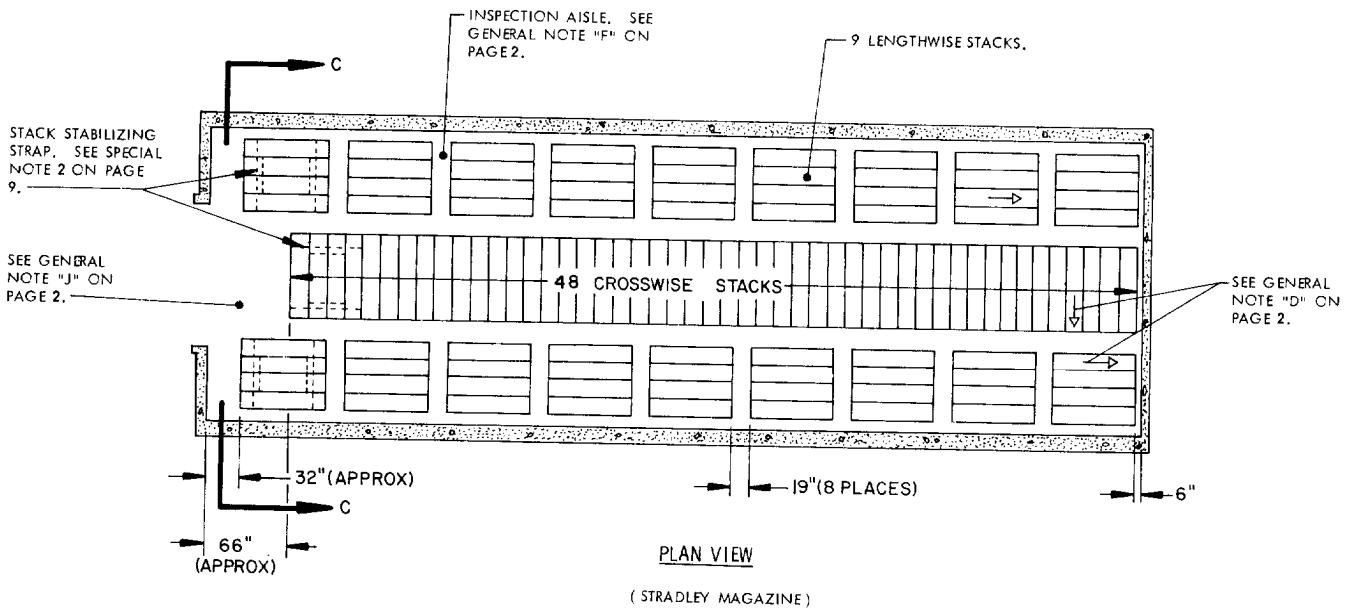 INSPECTION AISLE. SEE
GENERAL NOTE "F" ON
PAGE 2.
9 LENGTHWISE STACKS.
C
STACK STABILIZING
STRAP. SEE SPECIAL
NOTE 2 ON PAGE
9.
SEE GENERAL
NOTE "J" ON
PAGE 2.
48 CROSSWISE STACKS
SEE GENERAL
NOTE "D" ON
PAGE 2.
32" (APPROX)
19" (8 PLACES)
6"
C
66"
(APPROX)
PLAN VIEW
(STRADLEY MAGAZINE)